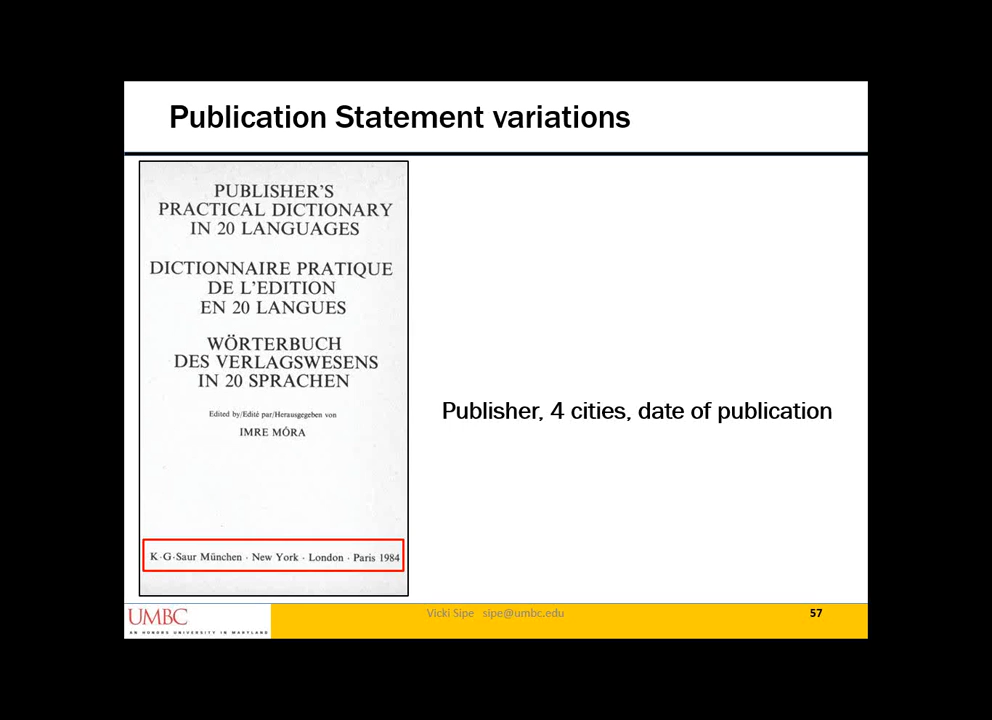 Publication Statement variations
PUBLISHER'S
PRACTICAL DICTIONARY
IN 20 LANGUAGES
DICTIONNAIRE PRATIQUE
DE L'EDITION
EN 20 LANGUES
WÖRTERBUCH
DES VERLAGSWESENS
IN 20 SPRACHEN
Edited by/Edité par/Herausgegeben von
IMRE MÓRA
K·G·Saur München · New York · London · Paris 1984
Publisher, 4 cities, date of publication
UMBC
AN HONORS UNIVERSITY IN MARYLAND
Vicki Sipe sipe@umbc.edu
57